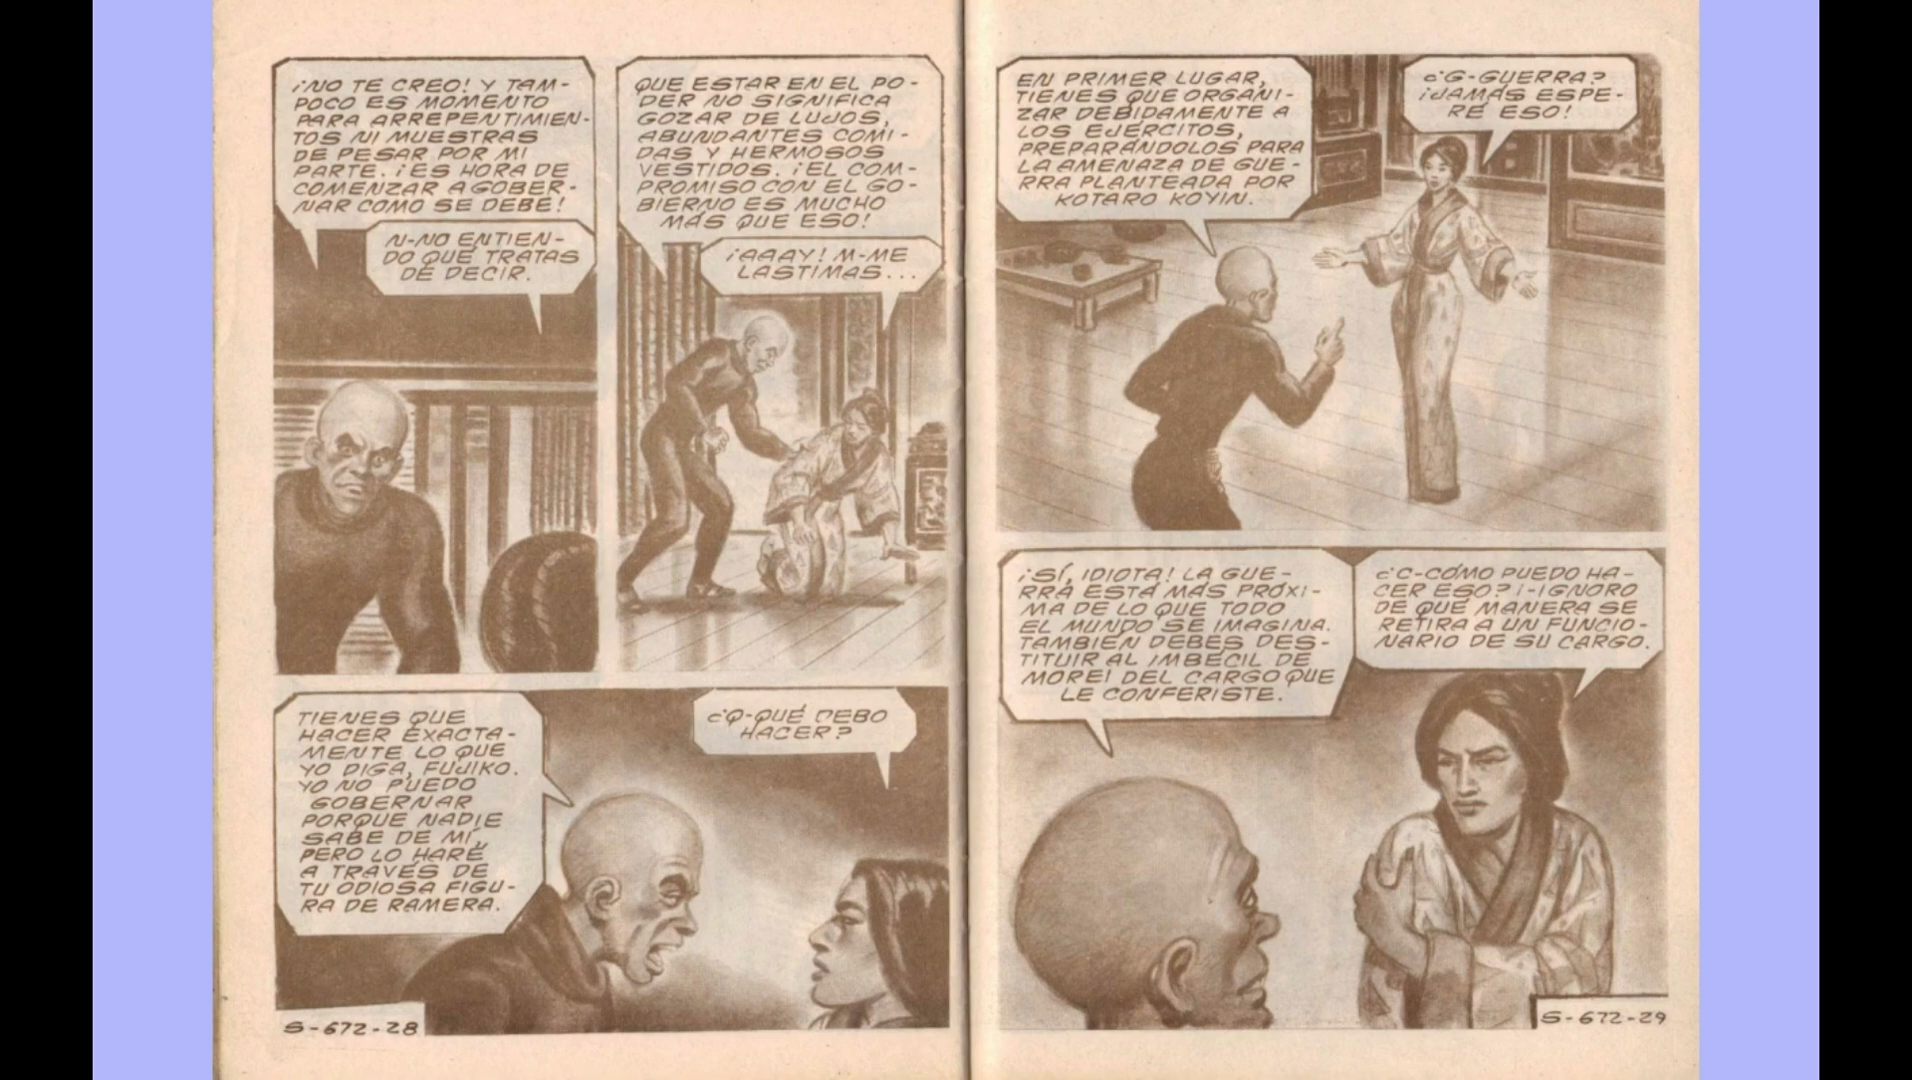 ¡NO TE CREO! Y TAM-
POCO ES MOMENTO
PARA ARREPENTIMIEN-
TOS NI MUESTRAS
DE PESAR POR MI
PARTE. ¡ES HORA DE
COMENZAR A GOBER-
NAR COMO SE DEBE!
N-NO ENTIEN-
DO QUÉ TRATAS
DE DECIR.
QUE ESTAR EN EL PO-
DER NO SIGNIFICA
GOZAR DE LUJOS,
ABUNDANTES COMI-
DAS Y HERMOSOS
VESTIDOS. ¡EL COM-
PROMISO CON EL GO-
BIERNO ES MUCHO
MÁS QUE ESO!
¡AAAY! M-ME
LASTIMAS...
TIENES QUE
HACER EXACTA-
MENTE LO QUE
YO DIGA, FUJIKO.
YO NO PUEDO
GOBERNAR
PORQUE NADIE
SABE DE MÍ,
PERO LO HARÉ
A TRAVÉS DE
TU ODIOSA FIGU-
RA DE RAMERA.
¿Q-QUÉ DEBO
HACER?
S-672-28
EN PRIMER LUGAR,
TIENES QUE ORGANI-
ZAR DEBIDAMENTE A
LOS EJÉRCITOS,
PREPARÁNDOLOS PARA
LA AMENAZA DE GUE-
RRA PLANTEADA POR
KOTARO KOYIN.
¿G-GUERRA?
¡JAMÁS ESPE-
RÉ ESO!
¡SÍ, IDIOTA! LA GUE-
RRA ESTÁ MÁS PRÓXI-
MA DE LO QUE TODO
EL MUNDO SE IMAGINA.
TAMBIÉN DEBES DES-
TITUIR AL IMBÉCIL DE
MOREI DEL CARGO QUE
LE CONFERISTE.
¿C-CÓMO PUEDO HA-
CER ESO? I-IGNORO
DE QUÉ MANERA SE
RETIRA A UN FUNCIO-
NARIO DE SU CARGO.
S-672-29